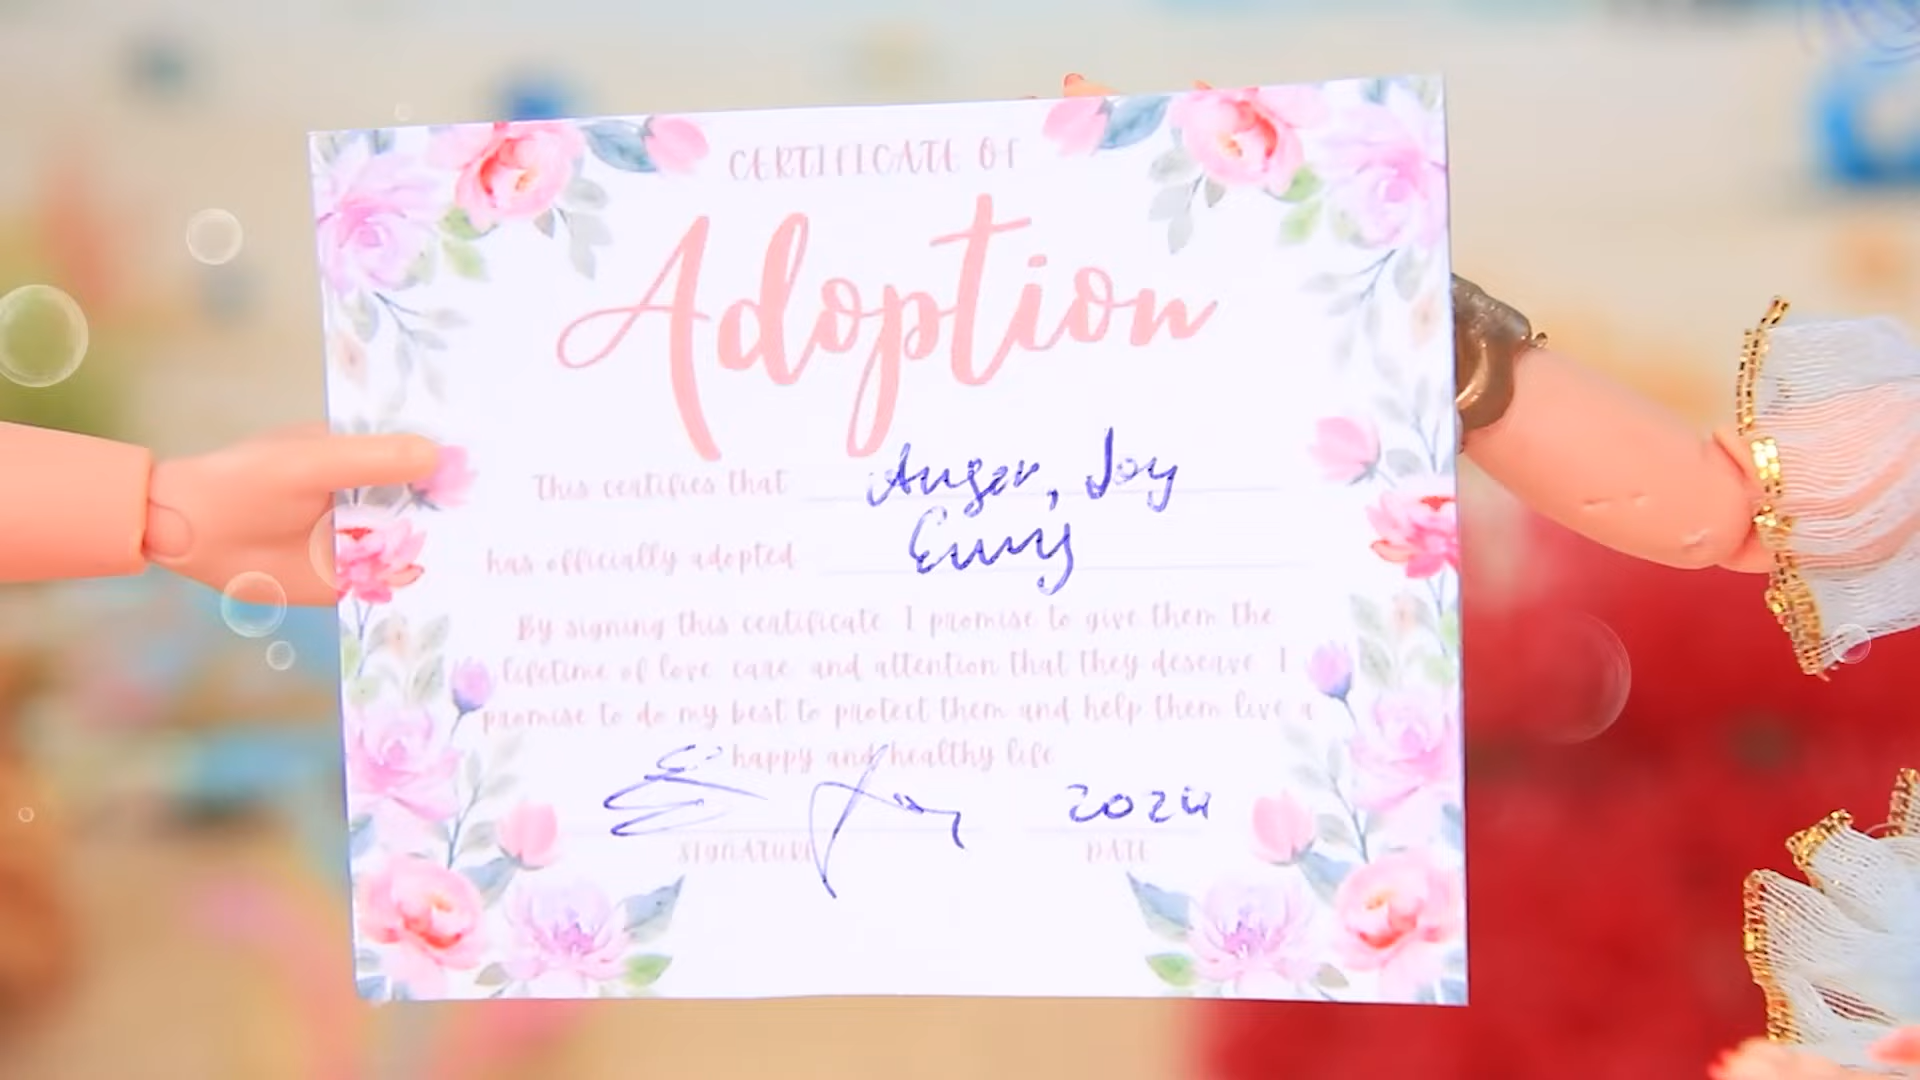 CERTIFICATE OF
Adoption
This certifies that Anger, Joy
has officially adopted Envy
By signing this certificate I promise to give them the
lifetime of love care and attention that they deserve I
promise to do my best to protect them and help them live a
happy and healthy life
2024
SIGNATURE DATE